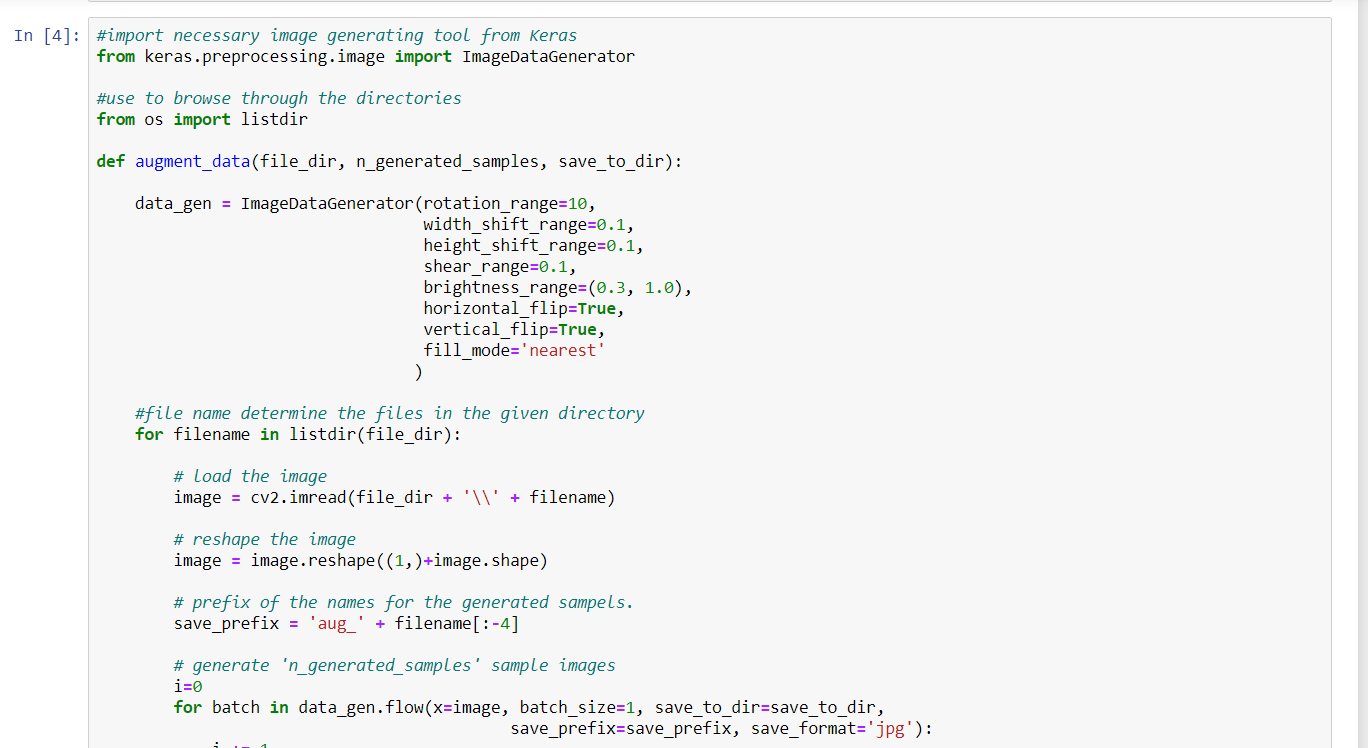 In [4]:
#import necessary image generating tool from Keras
from keras.preprocessing.image import ImageDataGenerator
#use to browse through the directories
from os import listdir
def augment_data(file_dir, n_generated_samples, save_to_dir):
data_gen = ImageDataGenerator(rotation_range=10,
width_shift_range=0.1,
height_shift_range=0.1,
shear_range=0.1,
brightness_range=(0.3, 1.0),
horizontal_flip=True,
vertical_flip=True,
fill_mode='nearest'
)
#file name determine the files in the given directory
for filename in listdir(file_dir):
# load the image
image = cv2.imread(file_dir + '\\' + filename)
# reshape the image
image = image.reshape((1,)+image.shape)
# prefix of the names for the generated sampels.
save_prefix = 'aug_' + filename[:-4]
# generate 'n_generated_samples' sample images
i=0
for batch in data_gen.flow(x=image, batch_size=1, save_to_dir=save_to_dir,
save_prefix=save_prefix, save_format='jpg'):